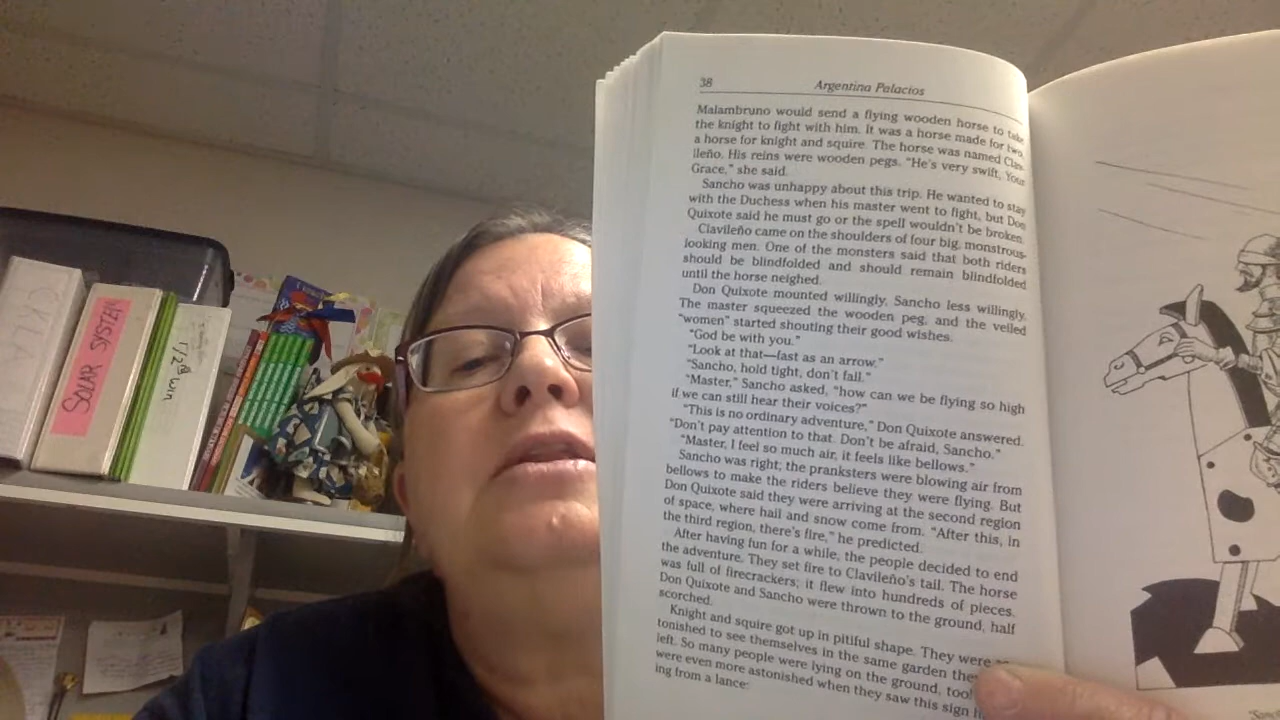 38
Argentina Palacios
Malambruno would send a flying wooden horse to take
the knight to fight with him. It was a horse made for two,
a horse for knight and squire. The horse was named Clav-
ileño. His reins were wooden pegs. "He's very swift, Your
Grace," she said.
Sancho was unhappy about this trip. He wanted to stay
with the Duchess when his master went to fight, but Don
Quixote said he must go or the spell wouldn't be broken.
Clavileño came on the shoulders of four big, monstrous-
looking men. One of the monsters said that both riders
should be blindfolded and should remain blindfolded
until the horse neighed.
Don Quixote mounted willingly, Sancho less willingly.
The master squeezed the wooden peg, and the veiled
"women" started shouting their good wishes.
"God be with you."
"Look at that—fast as an arrow."
"Sancho, hold tight, don't fall."
"Master," Sancho asked, "how can we be flying so high
if we can still hear their voices?"
"This is no ordinary adventure," Don Quixote answered.
"Don't pay attention to that. Don't be afraid, Sancho."
"Master, I feel so much air, it feels like bellows."
Sancho was right; the pranksters were blowing air from
bellows to make the riders believe they were flying. But
Don Quixote said they were arriving at the second region
of space, where hail and snow come from. "After this, in
the third region, there's fire," he predicted.
After having fun for a while, the people decided to end
the adventure. They set fire to Clavileño's tail. The horse
was full of firecrackers; it flew into hundreds of pieces.
Don Quixote and Sancho were thrown to the ground, half
scorched.
Knight and squire got up in pitiful shape. They were as-
tonished to see themselves in the same garden they
left. So many people were lying on the ground, too!
were even more astonished when they saw this sign
ing from a lance:
SOLAR SYSTEM
1/2 win